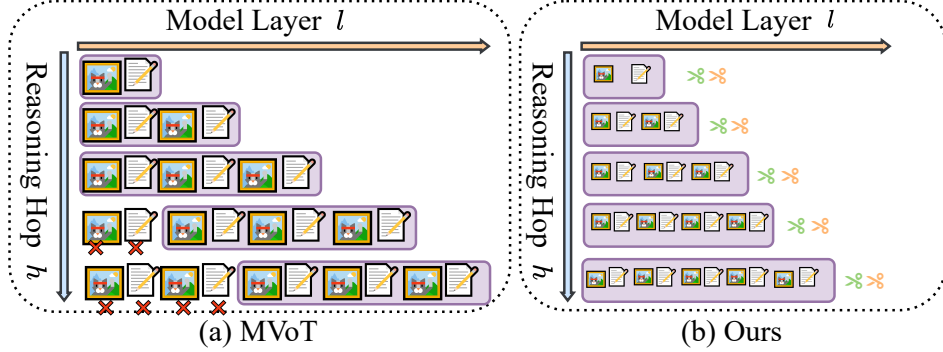 Model Layer l
Reasoning Hop h
(a) MVoT
Model Layer l
Reasoning Hop h
(b) Ours